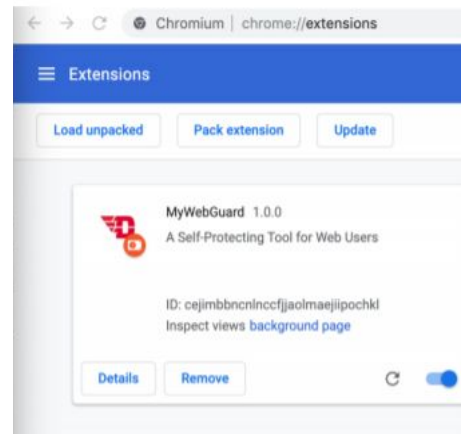 Chromium | chrome://extensions
Extensions
Load unpacked Pack extension Update
MyWebGuard 1.0.0
A Self-Protecting Tool for Web Users
ID: cejimbbncnlnccfjjaolmaejiipochkl
Inspect views background page
Details Remove